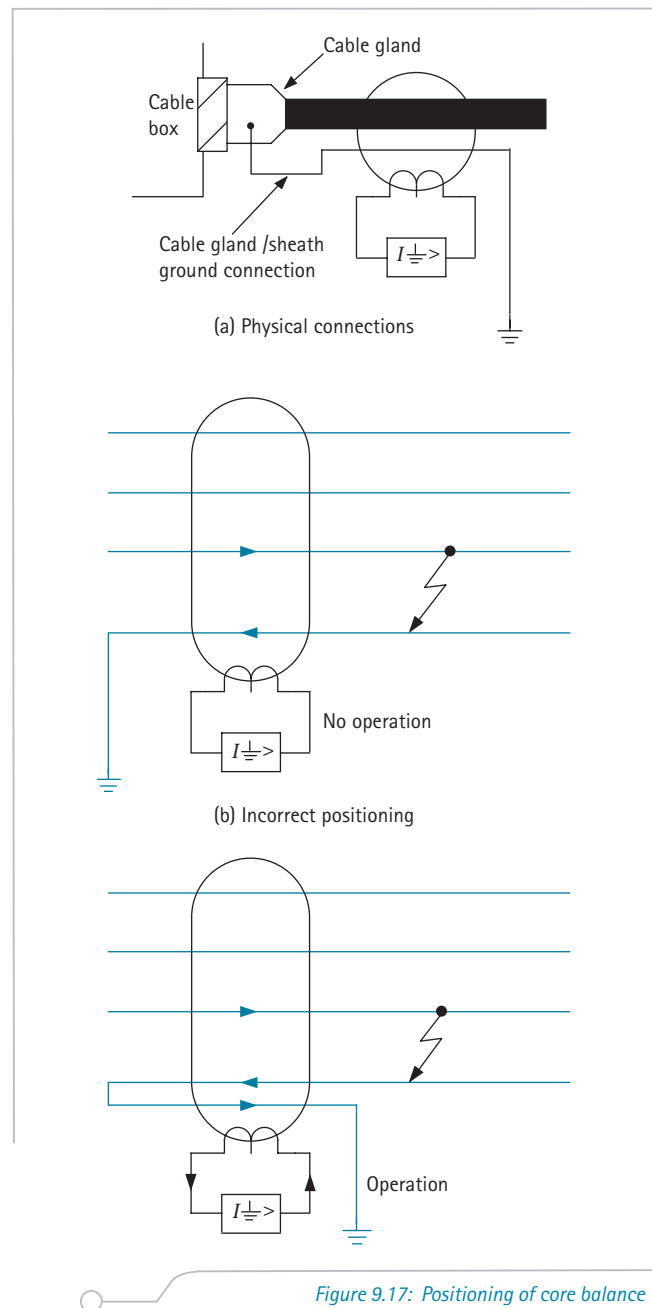 Cable gland
Cable
box
Cable gland /sheath
ground connection
I >
(a) Physical connections
No operation
I >
(b) Incorrect positioning
Operation
I >
Figure 9.17: Positioning of core balance